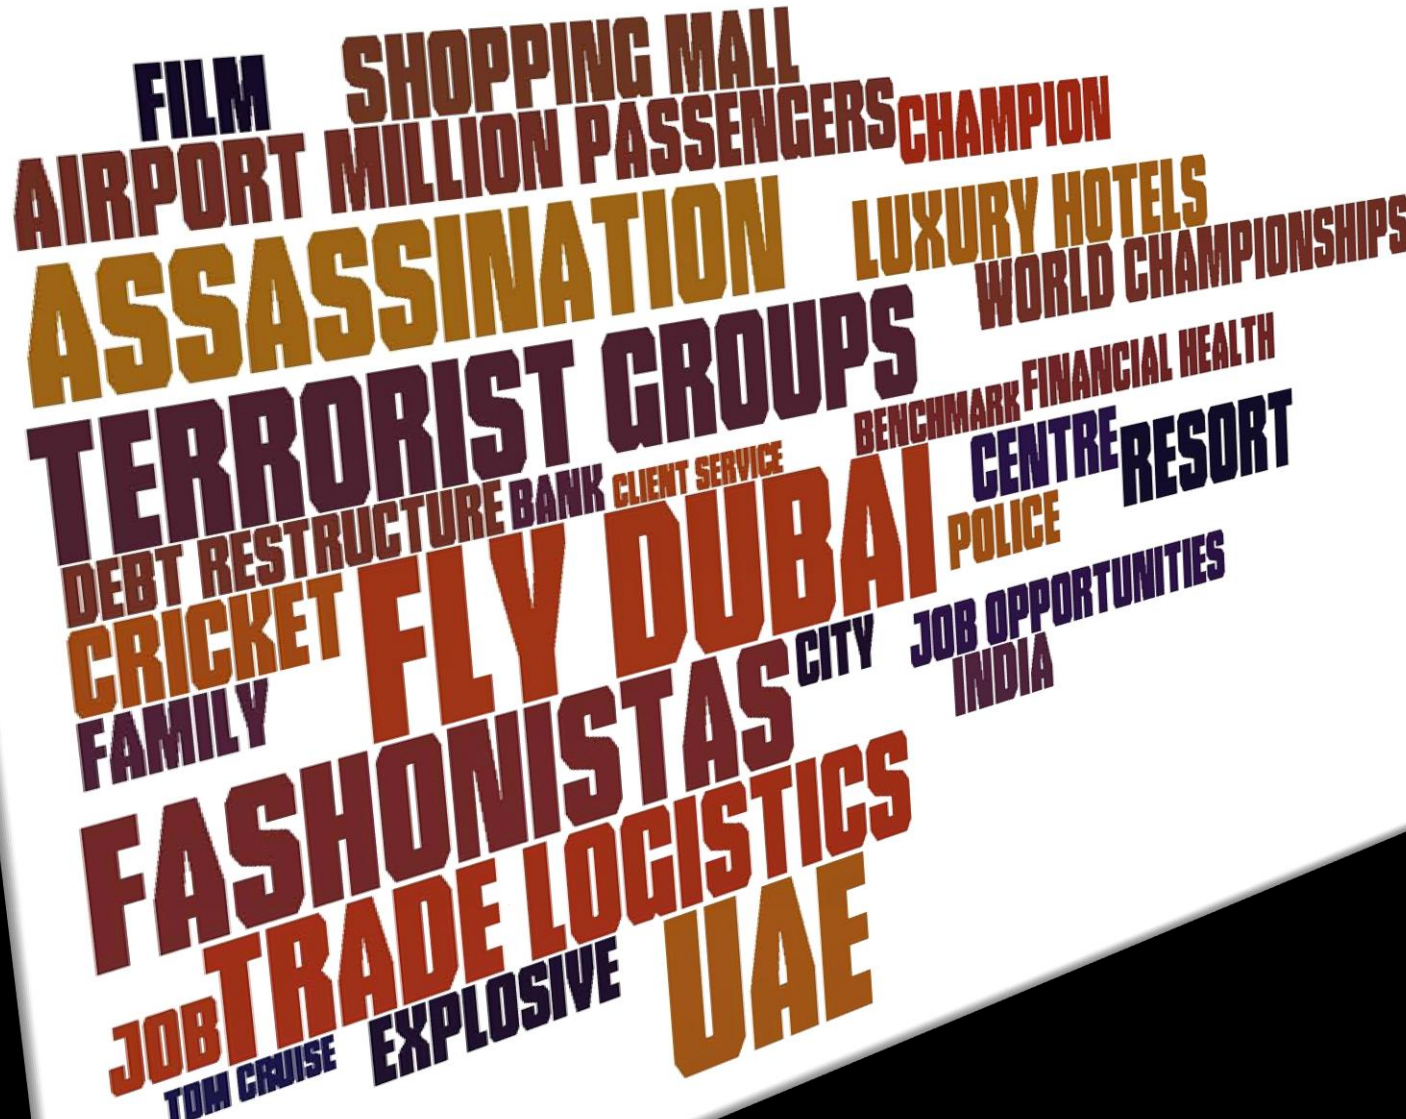 FILM SHOPPING MALL
AIRPORT MILLION PASSENGERS CHAMPION
ASSASSINATION LUXURY HOTELS
WORLD CHAMPIONSHIPS
TERRORIST GROUPS
BENCHMARK FINANCIAL HEALTH
CENTRE RESORT
DEBT RESTRUCTURE BANK CLIENT SERVICE
CRICKET FLY DUBAI POLICE
FAMILY CITY JOB OPPORTUNITIES
INDIA
FASHONISTAS
TRADE LOGISTICS
JOB EXPLOSIVE UAE
TOM CRUISE